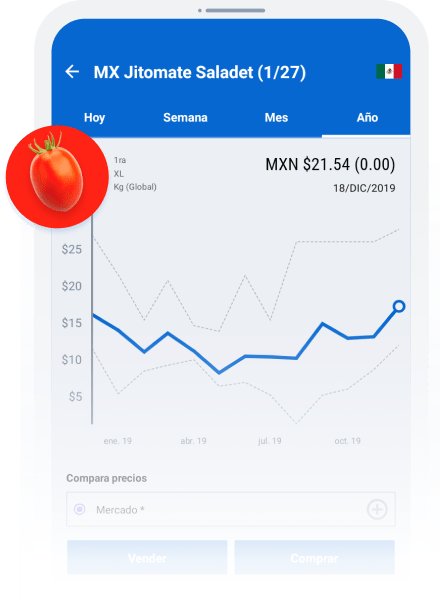 MX Jitomate Saladet (1/27)
Hoy Semana Mes Año
1ra
XL
Kg (Global)
MXN $21.54 (0.00)
18/DIC/2019
$25
$20
$15
$10
$5
ene. 19 abr. 19 jul. 19 oct. 19
Compara precios
Mercado *
Vender Comprar